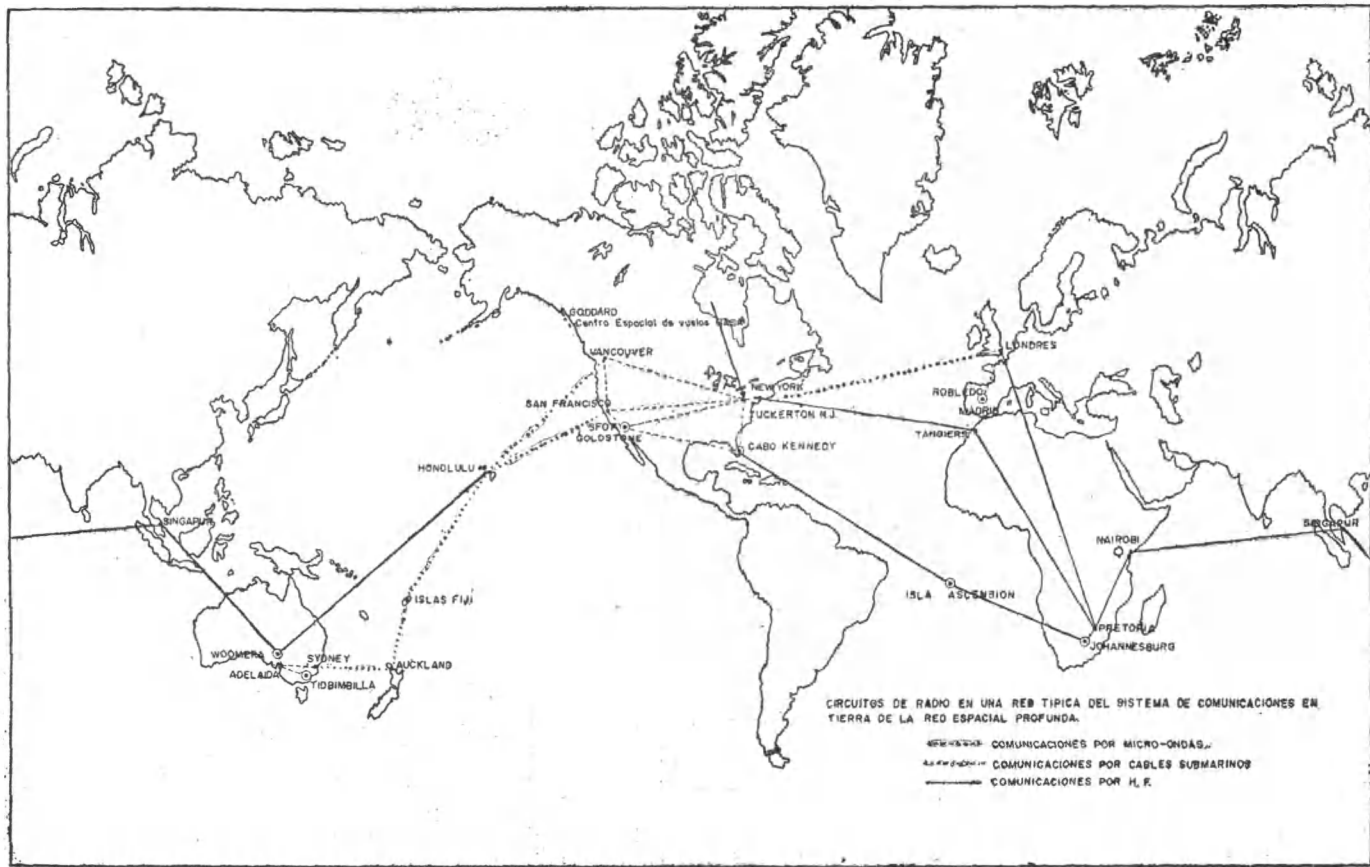 GODDARD
Centro Espacial de vuelos
VANCOUVER
LONDRES
NEW YORK
ROBLEDO
MADRID
SAN FRANCISCO
TUCKERTON N.J.
SFOF
GOLDSTONE
TANGIERS
CABO KENNEDY
HONOLULU
SINGAPUR
SINGAPUR
NAIROBI
ISLAS FIJI
ISLA ASCENSION
PRETORIA
JOHANNESBURG
WOOMERA
SYDNEY
AUCKLAND
ADELAIDA
TIDBIMBILLA
CIRCUITOS DE RADIO EN UNA RED TIPICA DEL SISTEMA DE COMUNICACIONES EN
TIERRA DE LA RED ESPACIAL PROFUNDA.
COMUNICACIONES POR MICRO-ONDAS.
COMUNICACIONES POR CABLES SUBMARINOS
COMUNICACIONES POR H.F.